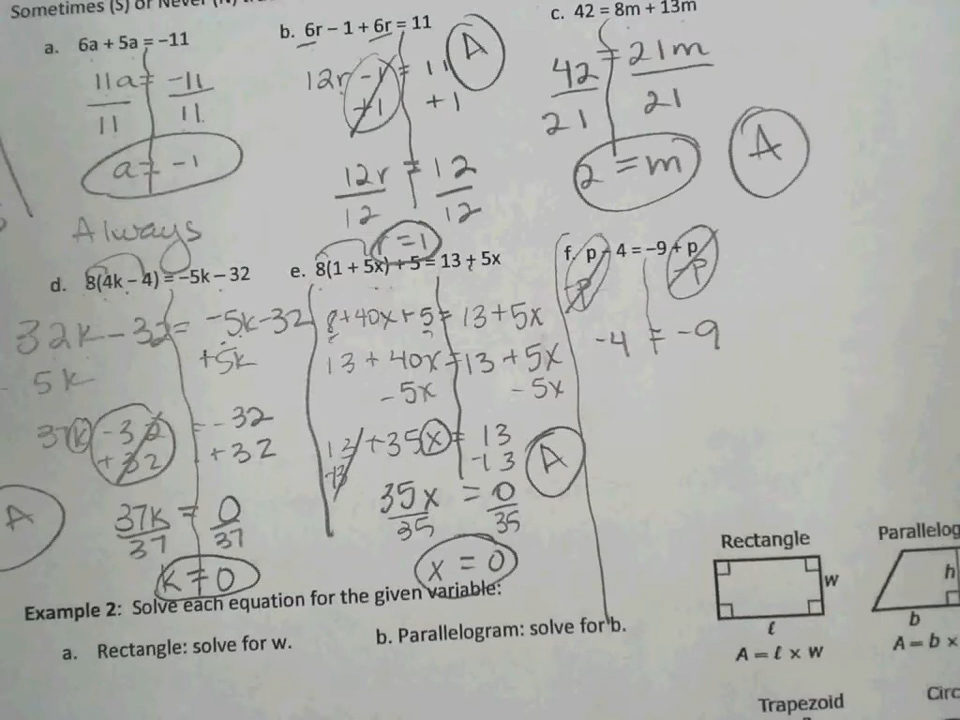 Sometimes (S) or Never (N)
a. 6a + 5a = -11
11a = -11
11 11
a = -1
Always
b. 6r - 1 + 6r = 11
12r - 1 = 11
+1 +1
12r = 12
12 12
r = 1
A
c. 42 = 8m + 13m
42 = 21m
21 21
2 = m
A
d. 8(4k - 4) = -5k - 32
32k - 32 = -5k - 32
5k +5k
37k - 32 = -32
+32 +32
37k = 0
37 37
k = 0
A
e. 8(1 + 5x) + 5 = 13 + 5x
8 + 40x + 5 = 13 + 5x
13 + 40x = 13 + 5x
-5x -5x
13 + 35x = 13
-13 -13
35x = 0
35 35
x = 0
A
f. p - 4 = -9 + p
-p -p
-4 = -9
Example 2: Solve each equation for the given variable:
a. Rectangle: solve for w.
b. Parallelogram: solve for b.
Rectangle
w
ℓ
A = ℓ x w
Parallelog
h
b
A = b x
Trapezoid
Circ